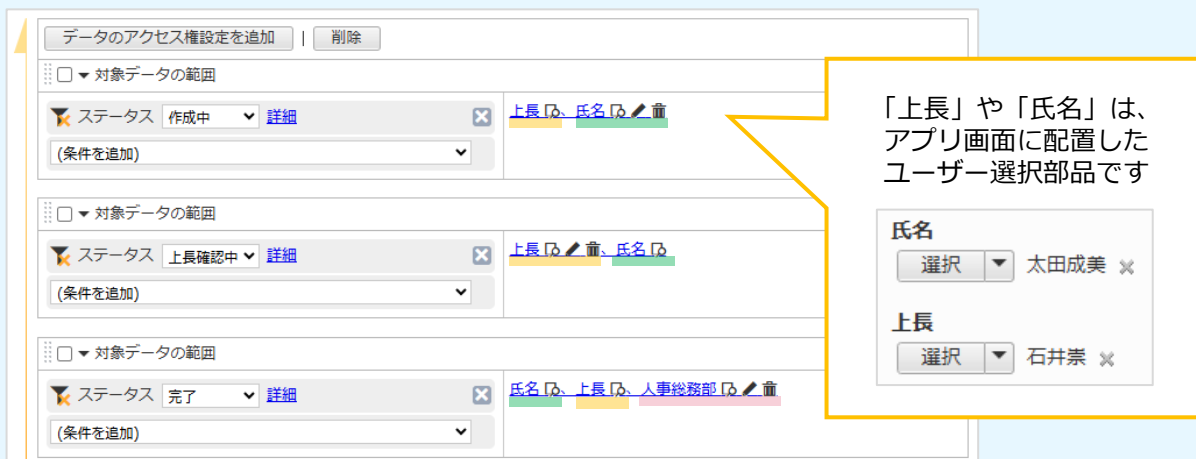 データのアクセス権設定を追加 | 削除
対象データの範囲
ステータス 作成中 詳細
上長、氏名
(条件を追加)
対象データの範囲
ステータス 上長確認中 詳細
上長、氏名
(条件を追加)
対象データの範囲
ステータス 完了 詳細
氏名、上長、人事総務部
(条件を追加)
「上長」や「氏名」は、
アプリ画面に配置した
ユーザー選択部品です
氏名
選択 太田成美
上長
選択 石井崇